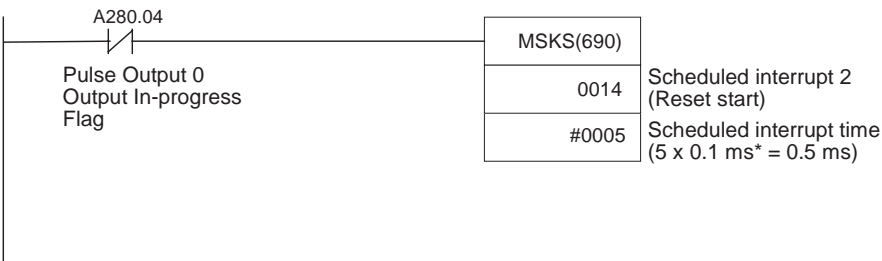 A280.04
MSKS(690)
Pulse Output 0
Output In-progress
Flag
0014
Scheduled interrupt 2
(Reset start)
#0005
Scheduled interrupt time
(5 x 0.1 ms* = 0.5 ms)